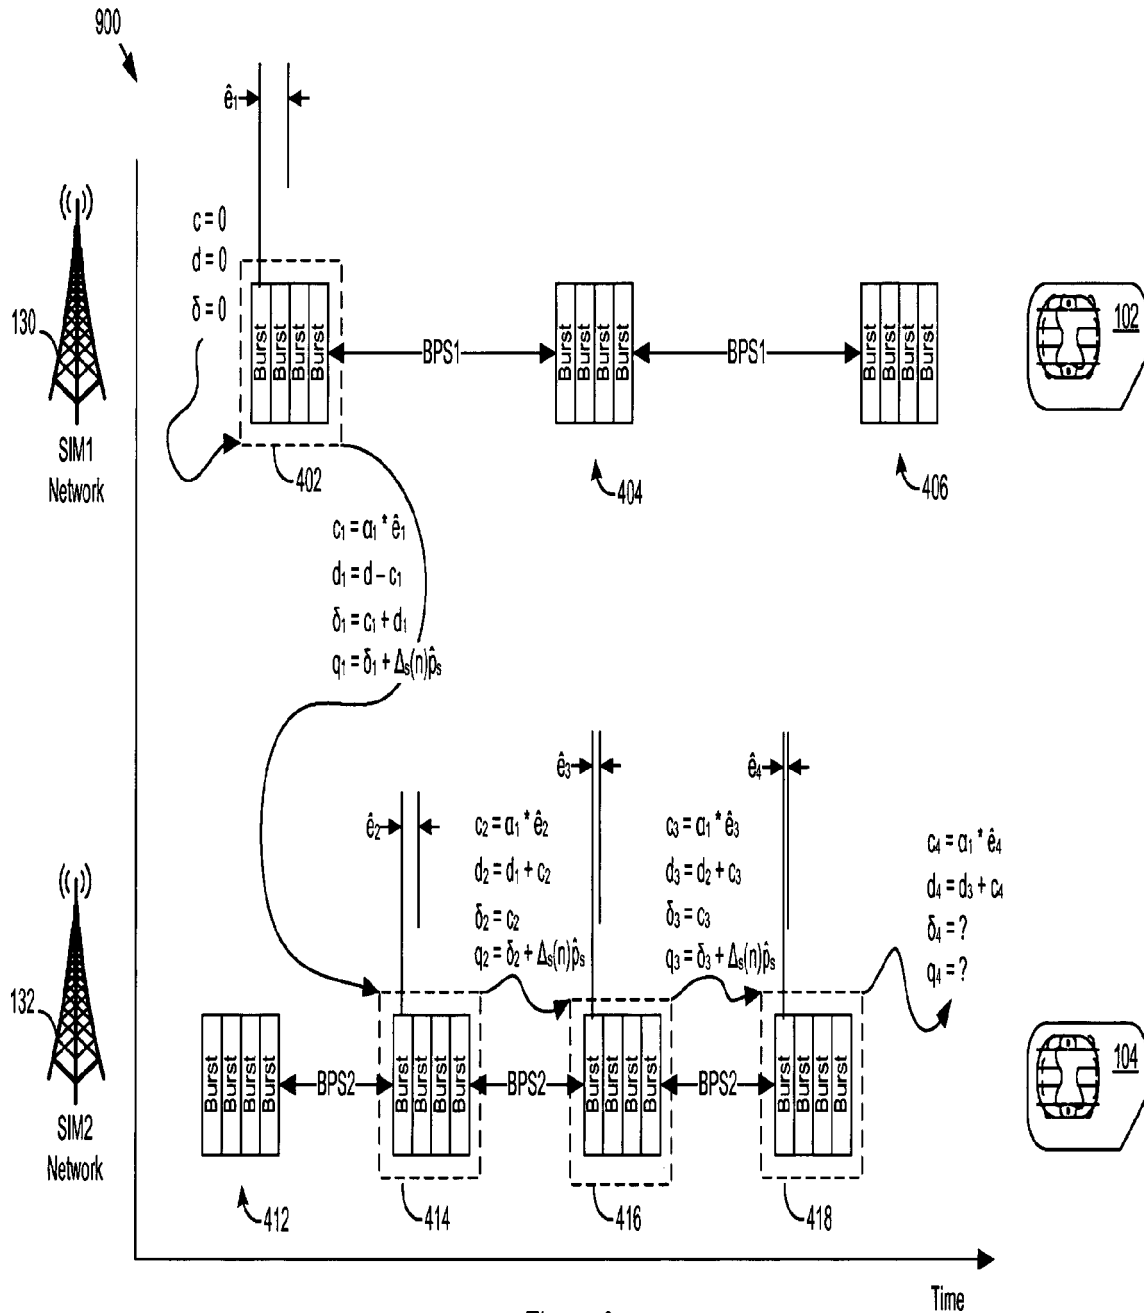 900
ê₁
c = 0
d = 0
δ = 0
130
SIM1
Network
Burst
Burst
Burst
Burst
BPS1
Burst
Burst
Burst
Burst
BPS1
Burst
Burst
Burst
Burst
102
402
404
406
c₁ = α₁ * ê₁
d₁ = d – c₁
δ₁ = c₁ + d₁
q₁ = δ₁ + Δₛ(n)p̂ₛ
ê₂
c₂ = α₁ * ê₂
d₂ = d₁ + c₂
δ₂ = c₂
q₂ = δ₂ + Δₛ(n)p̂ₛ
ê₃
c₃ = α₁ * ê₃
d₃ = d₂ + c₃
δ₃ = c₃
q₃ = δ₃ + Δₛ(n)p̂ₛ
ê₄
c₄ = α₁ * ê₄
d₄ = d₃ + c₄
δ₄ = ?
q₄ = ?
132
SIM2
Network
Burst
Burst
Burst
Burst
BPS2
Burst
Burst
Burst
Burst
BPS2
Burst
Burst
Burst
Burst
BPS2
Burst
Burst
Burst
Burst
104
412
414
416
418
Time